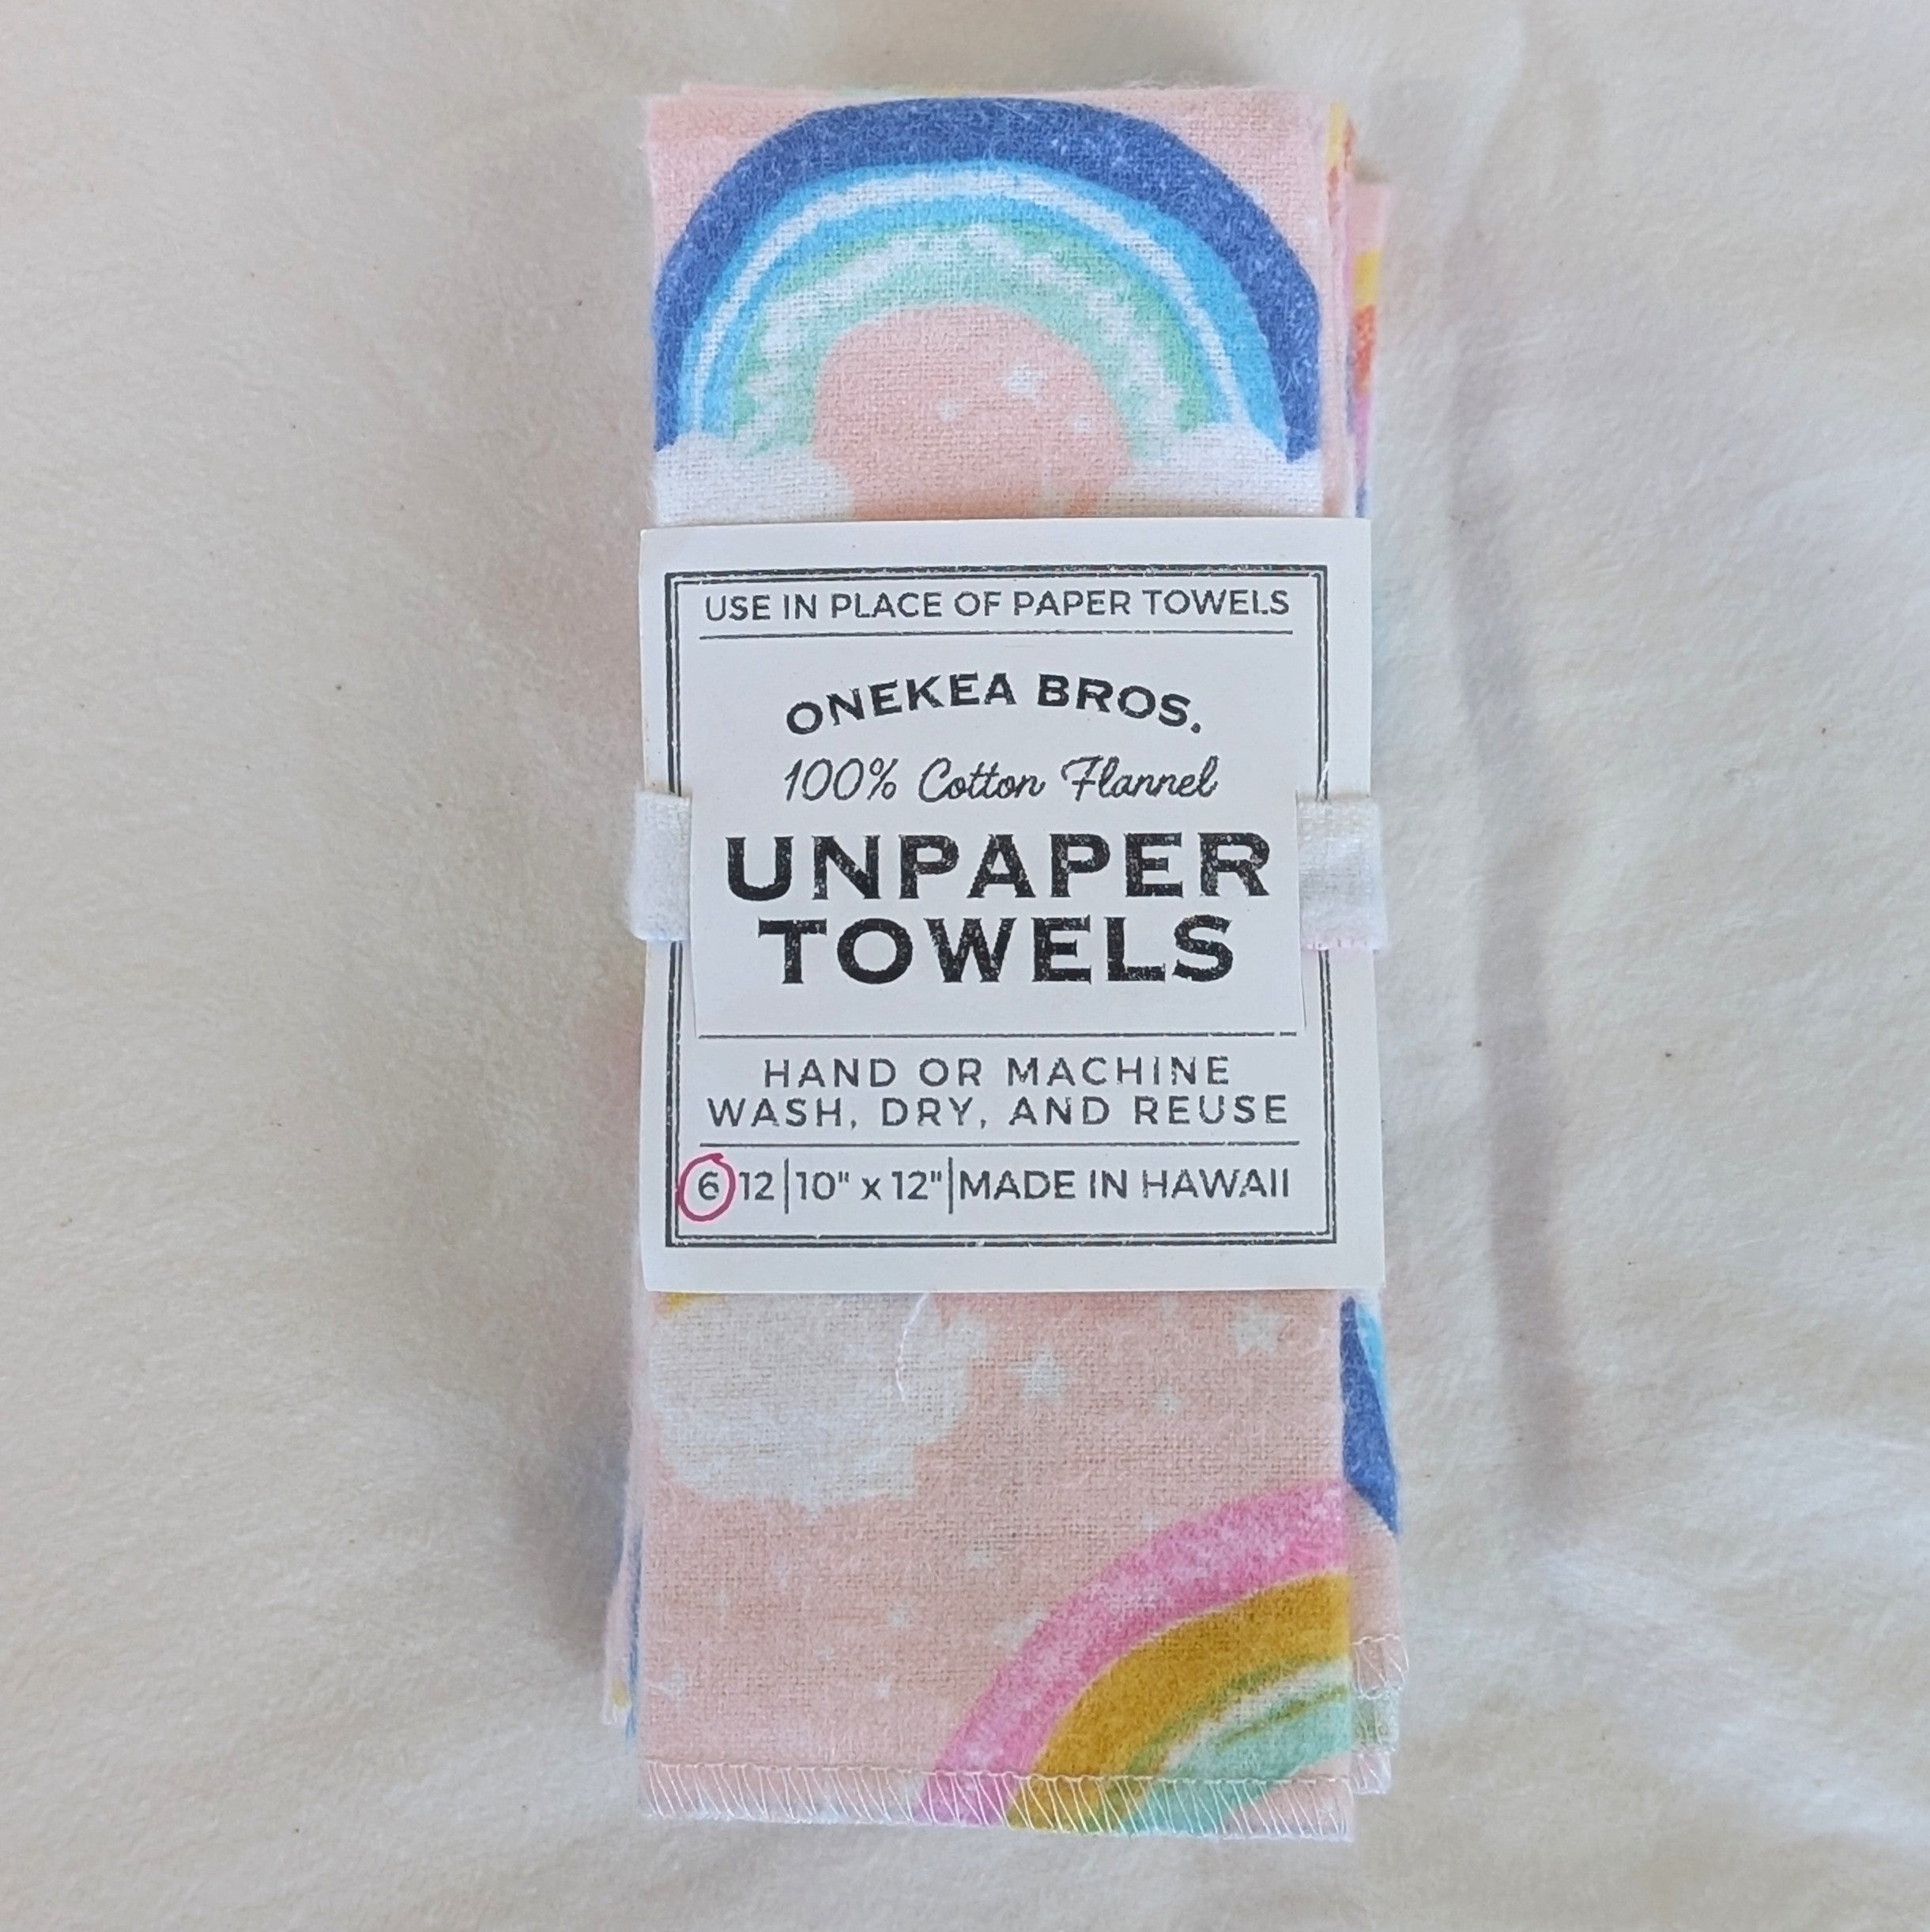 USE IN PLACE OF PAPER TOWELS
ONEKEA BROS.
100% Cotton Flannel
UNPAPER
TOWELS
HAND OR MACHINE
WASH, DRY, AND REUSE
6 12 | 10" x 12" | MADE IN HAWAII